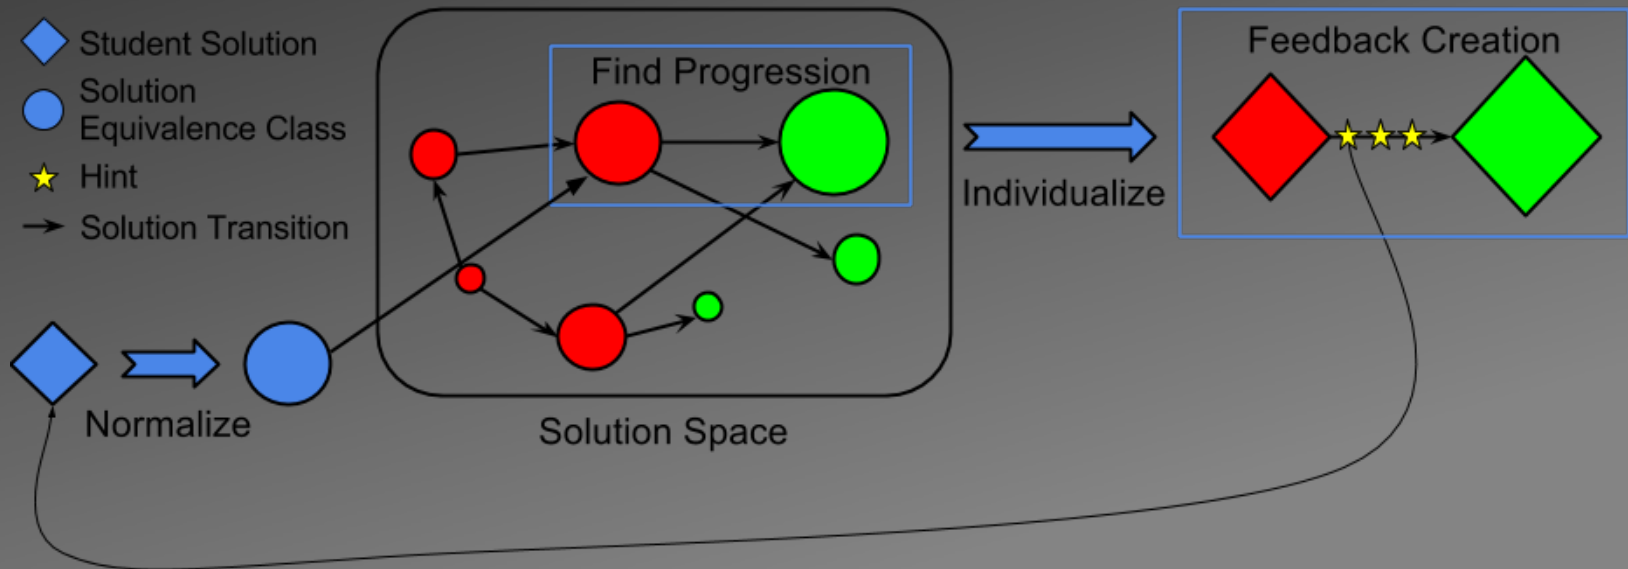 Student Solution
Solution
Equivalence Class
Hint
Solution Transition
Find Progression
Solution Space
Normalize
Individualize
Feedback Creation